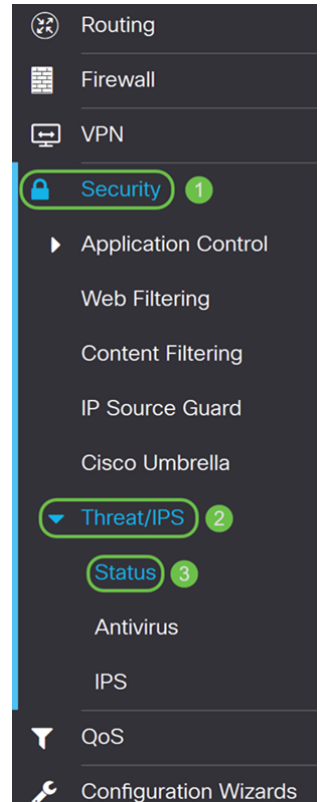 Routing
Firewall
VPN
Security 1
Application Control
Web Filtering
Content Filtering
IP Source Guard
Cisco Umbrella
Threat/IPS 2
Status 3
Antivirus
IPS
QoS
Configuration Wizards